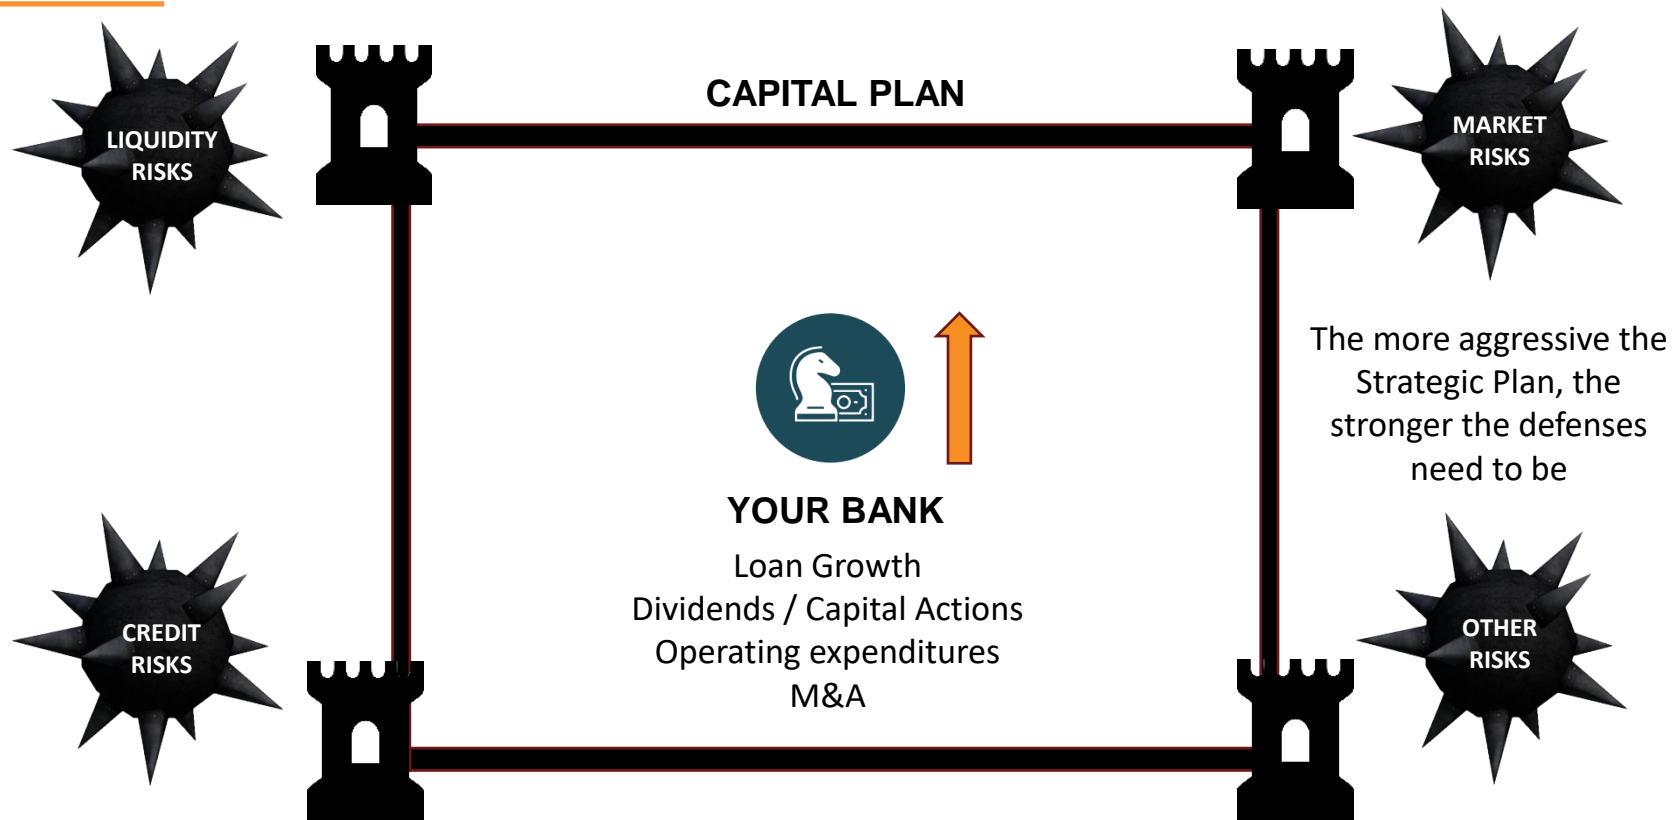 CAPITAL PLAN
LIQUIDITY
RISKS
MARKET
RISKS
The more aggressive the
Strategic Plan, the
stronger the defenses
need to be
YOUR BANK
Loan Growth
Dividends / Capital Actions
Operating expenditures
M&A
CREDIT
RISKS
OTHER
RISKS